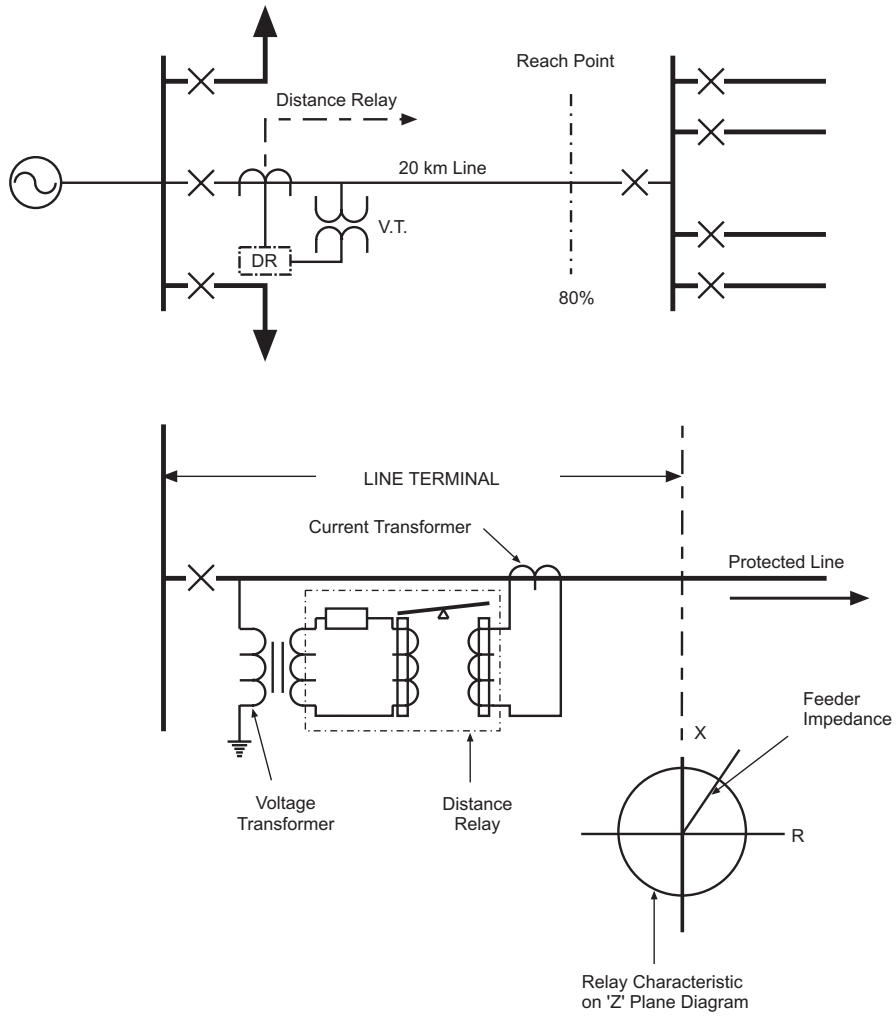 Reach Point
Distance Relay
20 km Line
V.T.
DR
80%
LINE TERMINAL
Current Transformer
Protected Line
Feeder
Impedance
X
Voltage
Transformer
Distance
Relay
R
Relay Characteristic
on 'Z' Plane Diagram